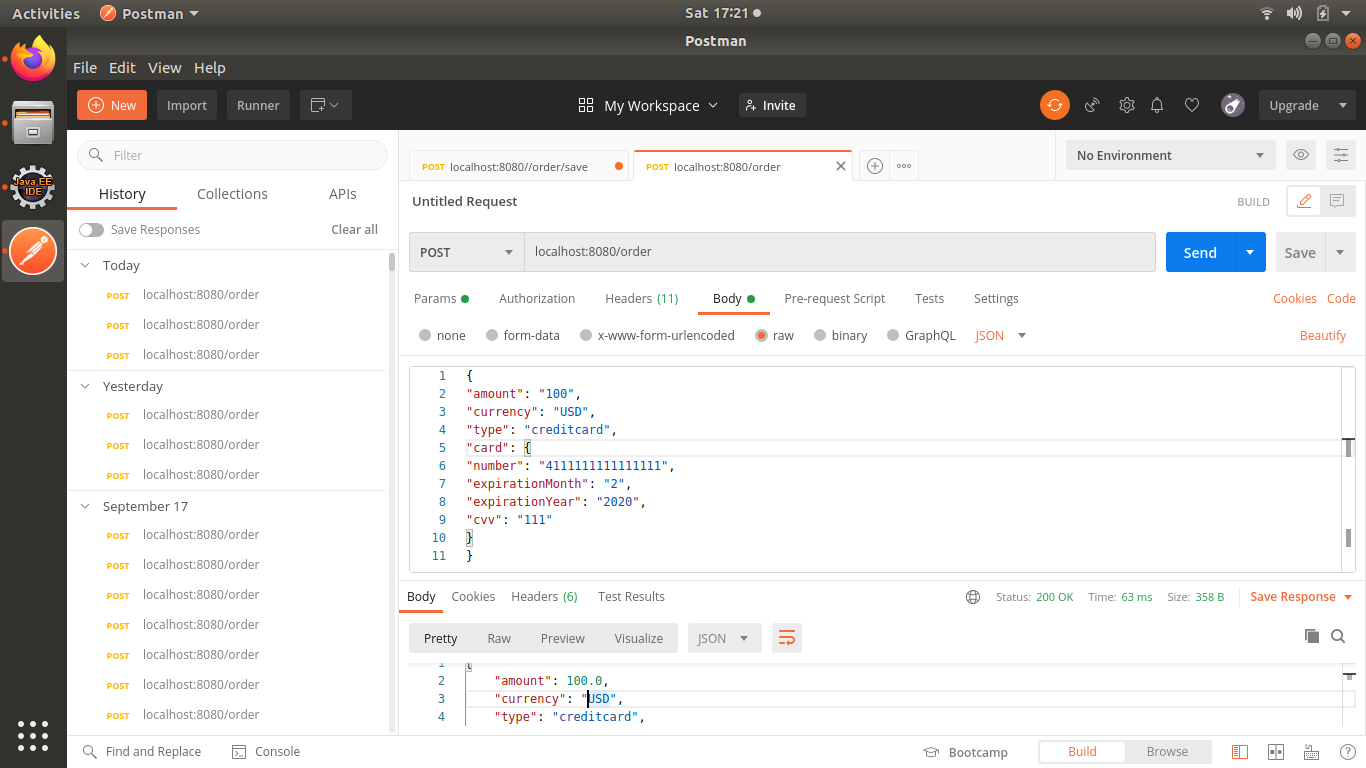 Activities Postman Sat 17:21
Postman
File Edit View Help
New Import Runner My Workspace Invite Upgrade
Filter
History Collections APIs
Save Responses Clear all
Today
POST localhost:8080/order
POST localhost:8080/order
POST localhost:8080/order
Yesterday
POST localhost:8080/order
POST localhost:8080/order
POST localhost:8080/order
September 17
POST localhost:8080/order
POST localhost:8080/order
POST localhost:8080/order
POST localhost:8080/order
POST localhost:8080/order
POST localhost:8080/order
POST localhost:8080/order
Java EE
IDE
POST localhost:8080//order/save POST localhost:8080/order No Environment
Untitled Request BUILD
POST localhost:8080/order Send Save
Params Authorization Headers (11) Body Pre-request Script Tests Settings Cookies Code
none form-data x-www-form-urlencoded raw binary GraphQL JSON Beautify
1 {
2 "amount": "100",
3 "currency": "USD",
4 "type": "creditcard",
5 "card": {
6 "number": "4111111111111111",
7 "expirationMonth": "2",
8 "expirationYear": "2020",
9 "cvv": "111"
10 }
11 }
Body Cookies Headers (6) Test Results Status: 200 OK Time: 63 ms Size: 358 B Save Response
Pretty Raw Preview Visualize JSON
1 {
2 "amount": 100.0,
3 "currency": "USD",
4 "type": "creditcard",
Find and Replace Console Bootcamp Build Browse